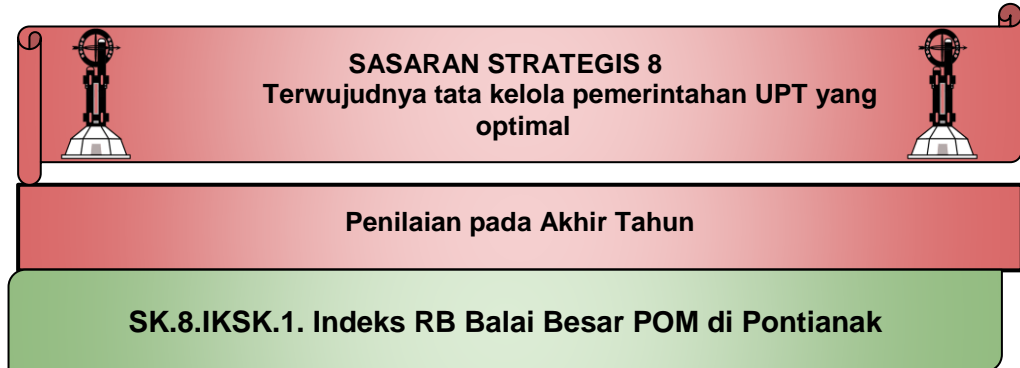 SASARAN STRATEGIS 8
Terwujudnya tata kelola pemerintahan UPT yang
optimal
Penilaian pada Akhir Tahun
SK.8.IKSK.1. Indeks RB Balai Besar POM di Pontianak